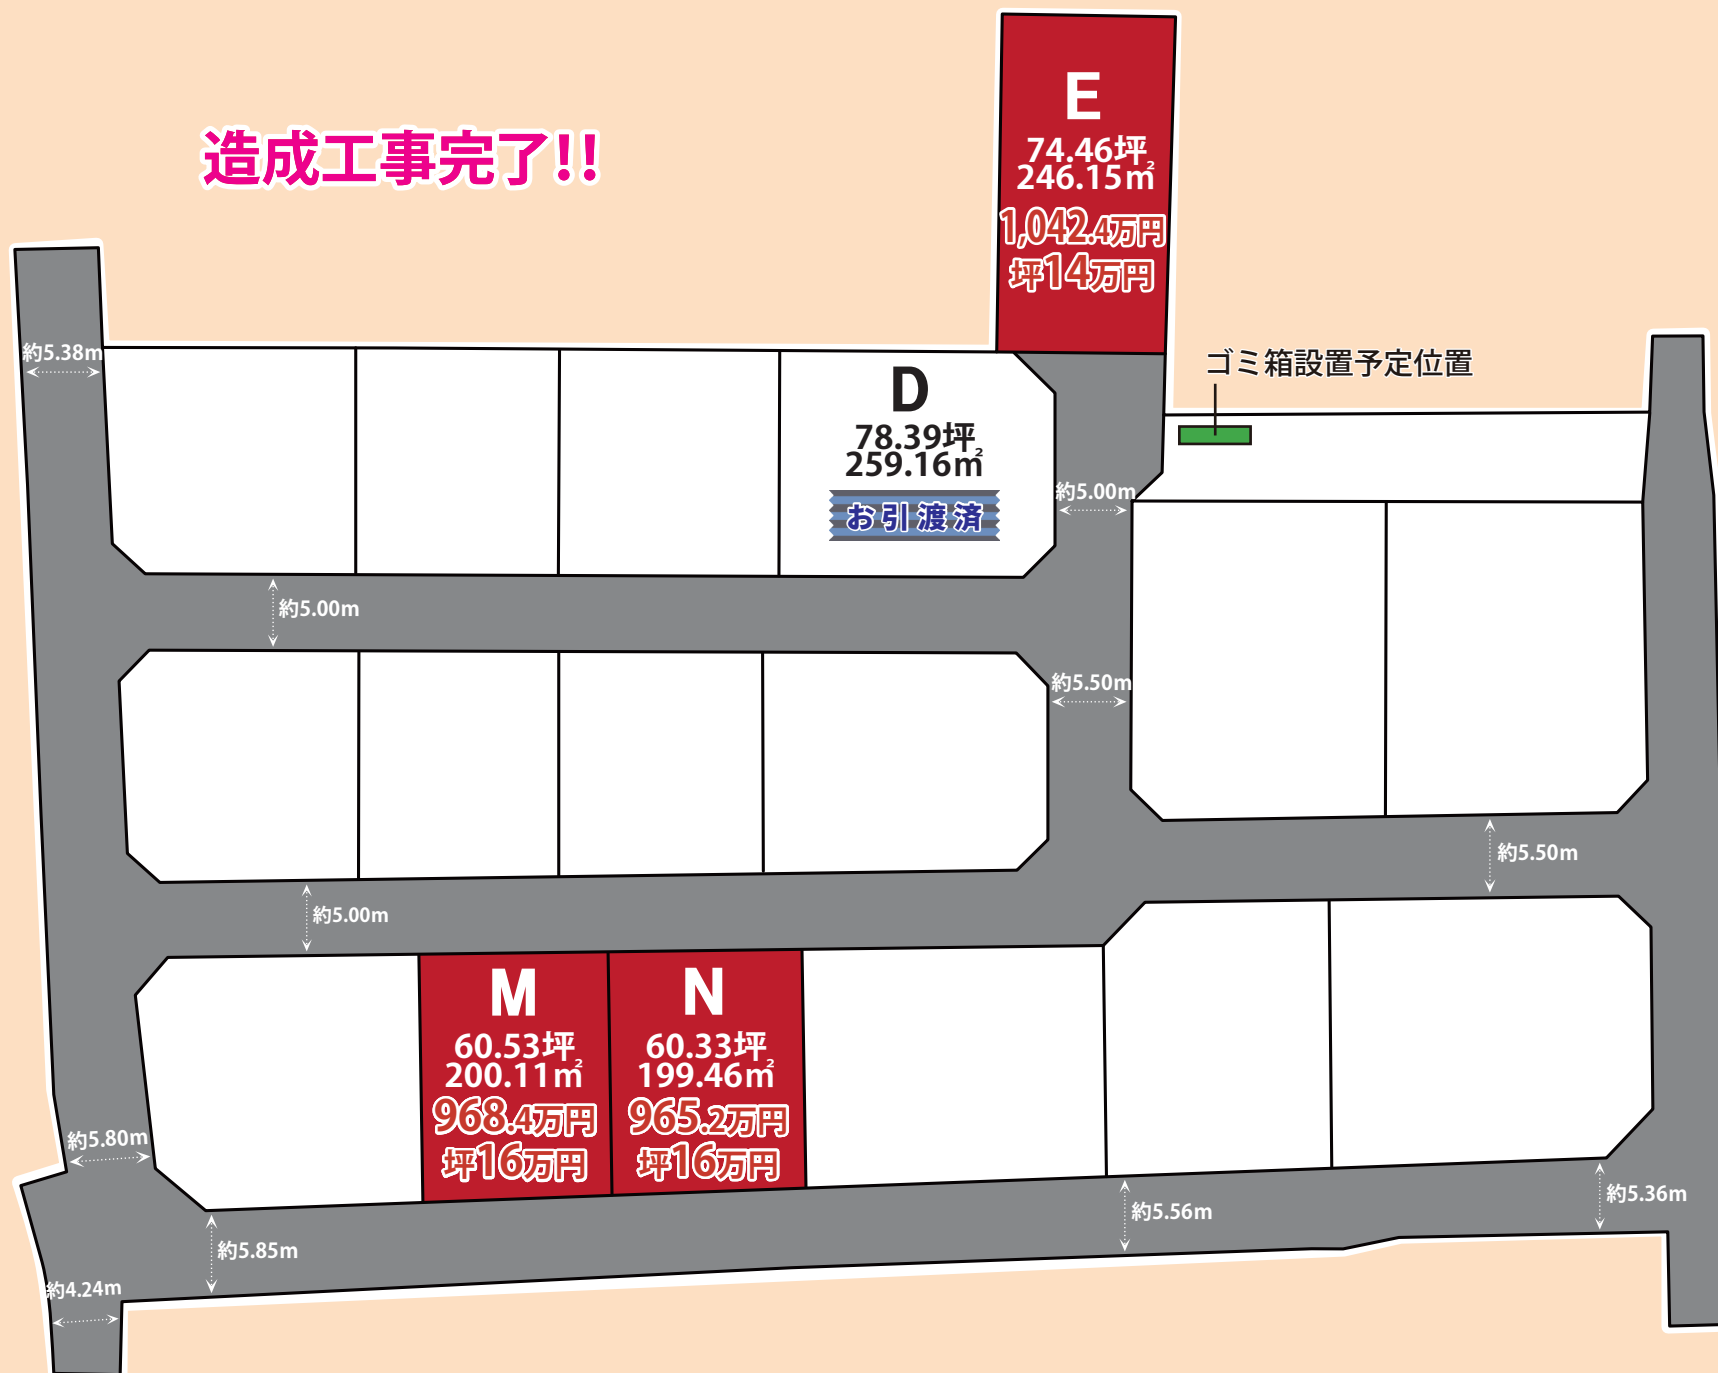 造成工事完了!!
E
74.46坪
246.15㎡
1,042.4万円
坪14万円
約5.38m
ゴミ箱設置予定位置
D
78.39坪
259.16㎡
お引渡済
約5.00m
約5.00m
約5.50m
約5.50m
約5.00m
M
60.53坪
200.11㎡
968.4万円
坪16万円
N
60.33坪
199.46㎡
965.2万円
坪16万円
約5.80m
約5.85m
約5.56m
約5.36m
約4.24m